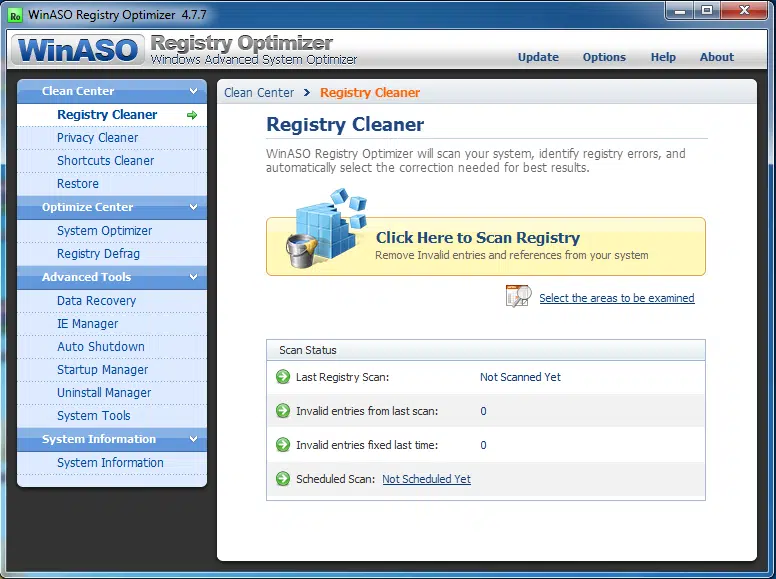 WinASO Registry Optimizer 4.7.7
WinASO Registry Optimizer
Windows Advanced System Optimizer
Update Options Help About
Clean Center
Registry Cleaner
Privacy Cleaner
Shortcuts Cleaner
Restore
Optimize Center
System Optimizer
Registry Defrag
Advanced Tools
Data Recovery
IE Manager
Auto Shutdown
Startup Manager
Uninstall Manager
System Tools
System Information
System Information
Clean Center > Registry Cleaner
Registry Cleaner
WinASO Registry Optimizer will scan your system, identify registry errors, and
automatically select the correction needed for best results.
Click Here to Scan Registry
Remove Invalid entries and references from your system
Select the areas to be examined
Scan Status
Last Registry Scan: Not Scanned Yet
Invalid entries from last scan: 0
Invalid entries fixed last time: 0
Scheduled Scan: Not Scheduled Yet